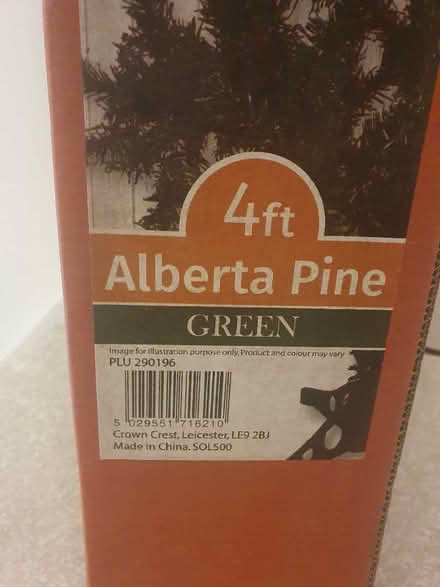 4ft
Alberta Pine
GREEN
Image for illustration purpose only. Product and colour may vary
PLU 290196
5 029551 716210
Crown Crest, Leicester, LE9 2BJ
Made in China. SOL500